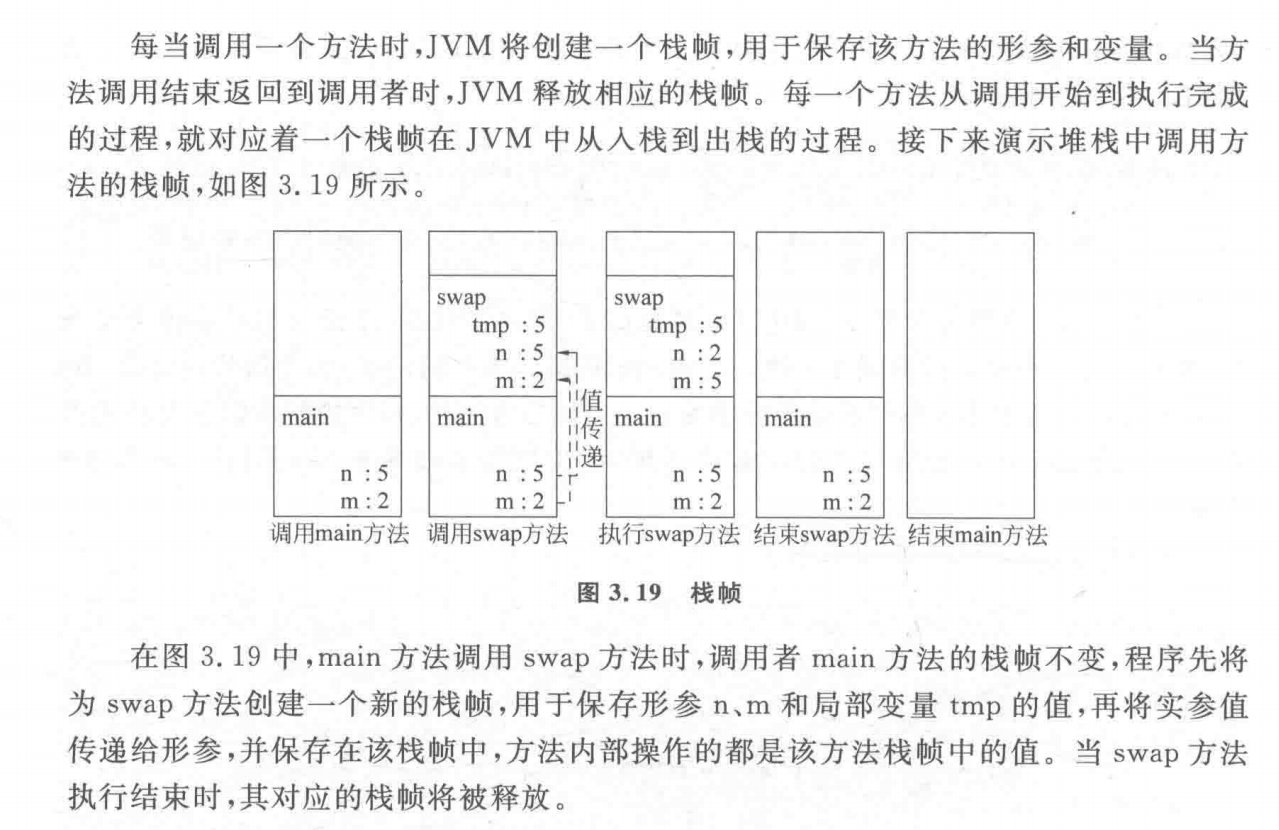 每当调用一个方法时,JVM 将创建一个栈帧,用于保存该方法的形参和变量。当方
法调用结束返回到调用者时,JVM 释放相应的栈帧。每一个方法从调用开始到执行完成
的过程,就对应着一个栈帧在 JVM 中从入栈到出栈的过程。接下来演示堆栈中调用方
法的栈帧,如图 3.19 所示。
main
n : 5
m : 2
调用main方法
swap
tmp : 5
n : 5
m : 2
main
n : 5
m : 2
调用swap方法
值
传
递
swap
tmp : 5
n : 2
m : 5
main
n : 5
m : 2
执行swap方法
main
n : 5
m : 2
结束swap方法
结束main方法
图 3.19 栈帧
在图 3.19 中,main 方法调用 swap 方法时,调用者 main 方法的栈帧不变,程序先将
为 swap 方法创建一个新的栈帧,用于保存形参 n、m 和局部变量 tmp 的值,再将实参值
传递给形参,并保存在该栈帧中,方法内部操作的都是该方法栈帧中的值。当 swap 方法
执行结束时,其对应的栈帧将被释放。